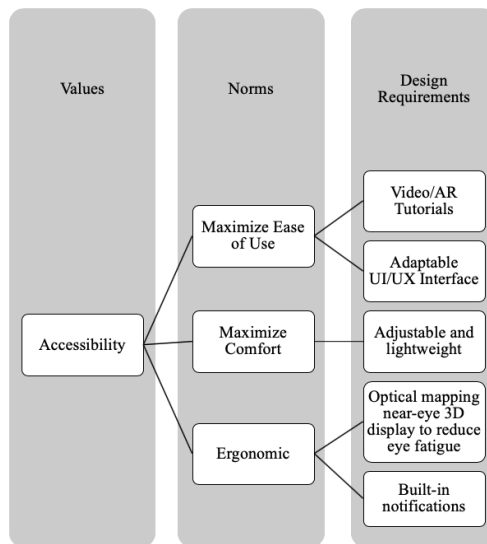 Values
Norms
Design
Requirements
Accessibility
Maximize Ease
of Use
Maximize
Comfort
Ergonomic
Video/AR
Tutorials
Adaptable
UI/UX Interface
Adjustable and
lightweight
Optical mapping
near-eye 3D
display to reduce
eye fatigue
Built-in
notifications